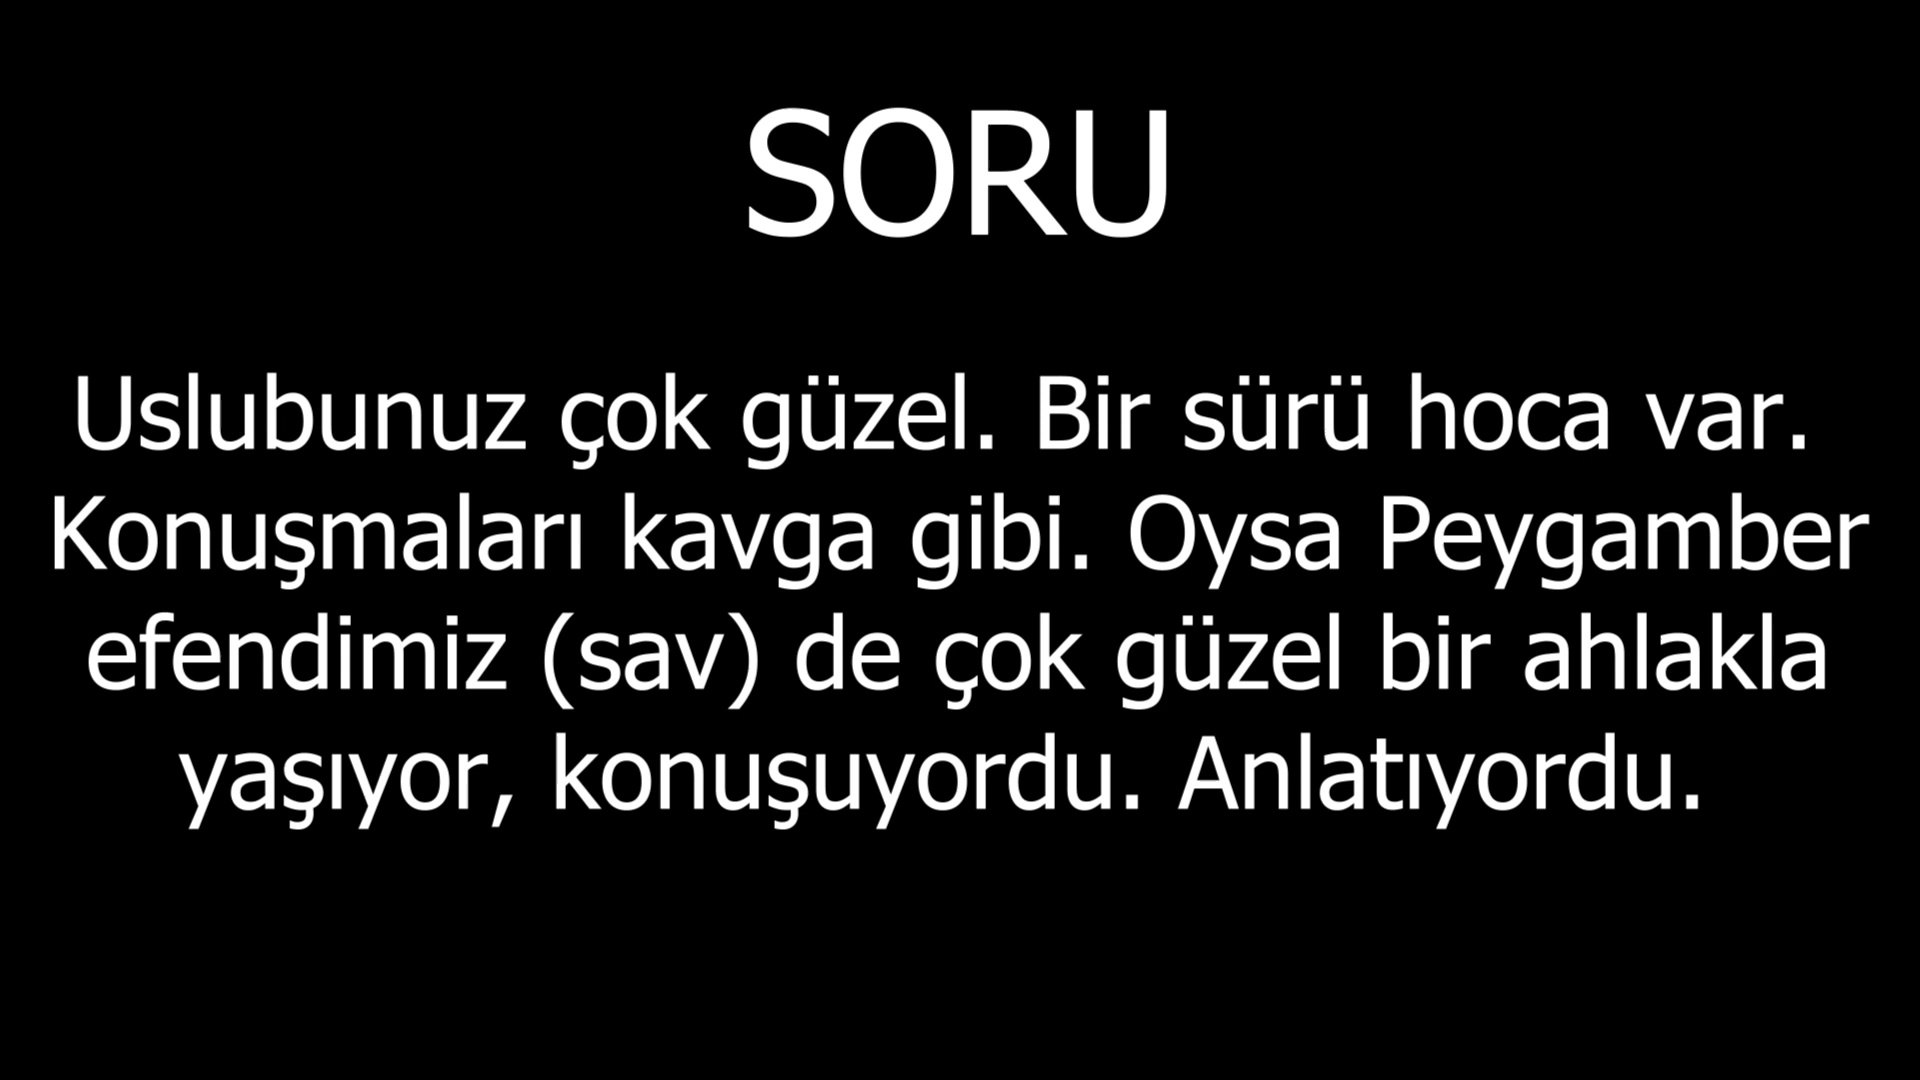 SORU
Uslubunuz çok güzel. Bir sürü hoca var.
Konuşmaları kavga gibi. Oysa Peygamber
efendimiz (sav) de çok güzel bir ahlakla
yaşıyor, konuşuyordu. Anlatıyordu.